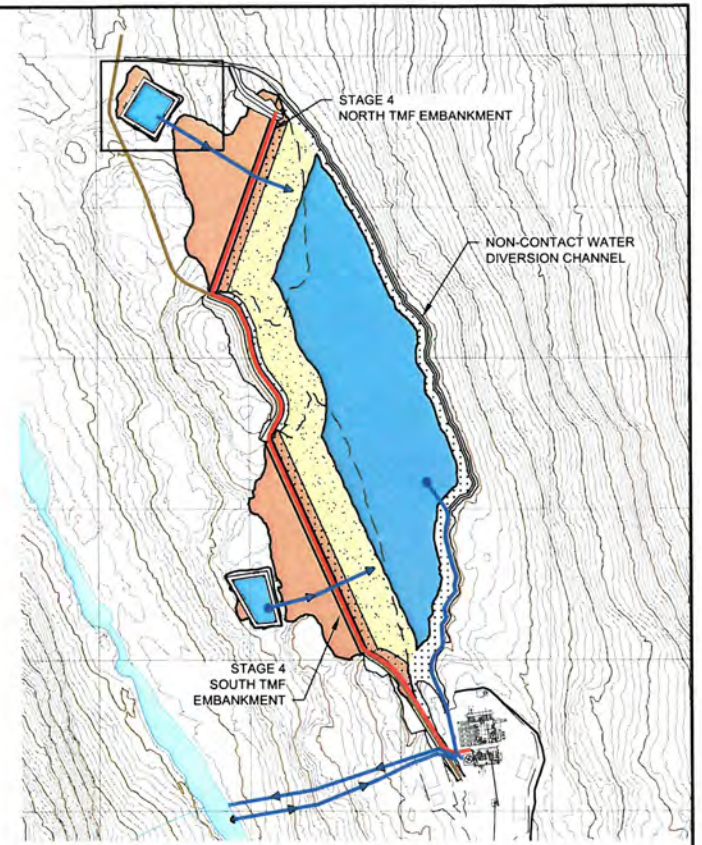 STAGE 4
NORTH TMF EMBANKMENT
NON-CONTACT WATER
DIVERSION CHANNEL
STAGE 4
SOUTH TMF
EMBANKMENT